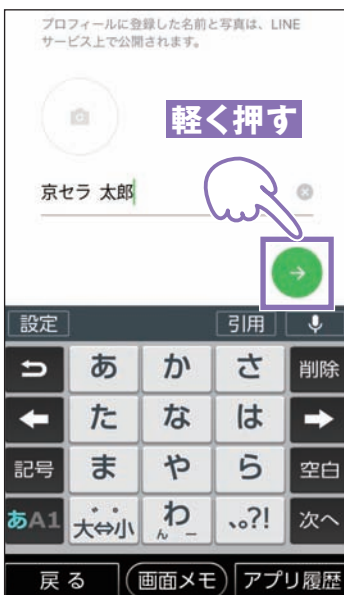 プロフィールに登録した名前と写真は、LINE
サービス上で公開されます。
軽く押す
京セラ 太郎
設定 引用
あ か さ 削除
た な は
記号 ま や ら 空白
あA1 大⇔小 わ ん ー 、。?! 次へ
戻る 画面メモ アプリ履歴